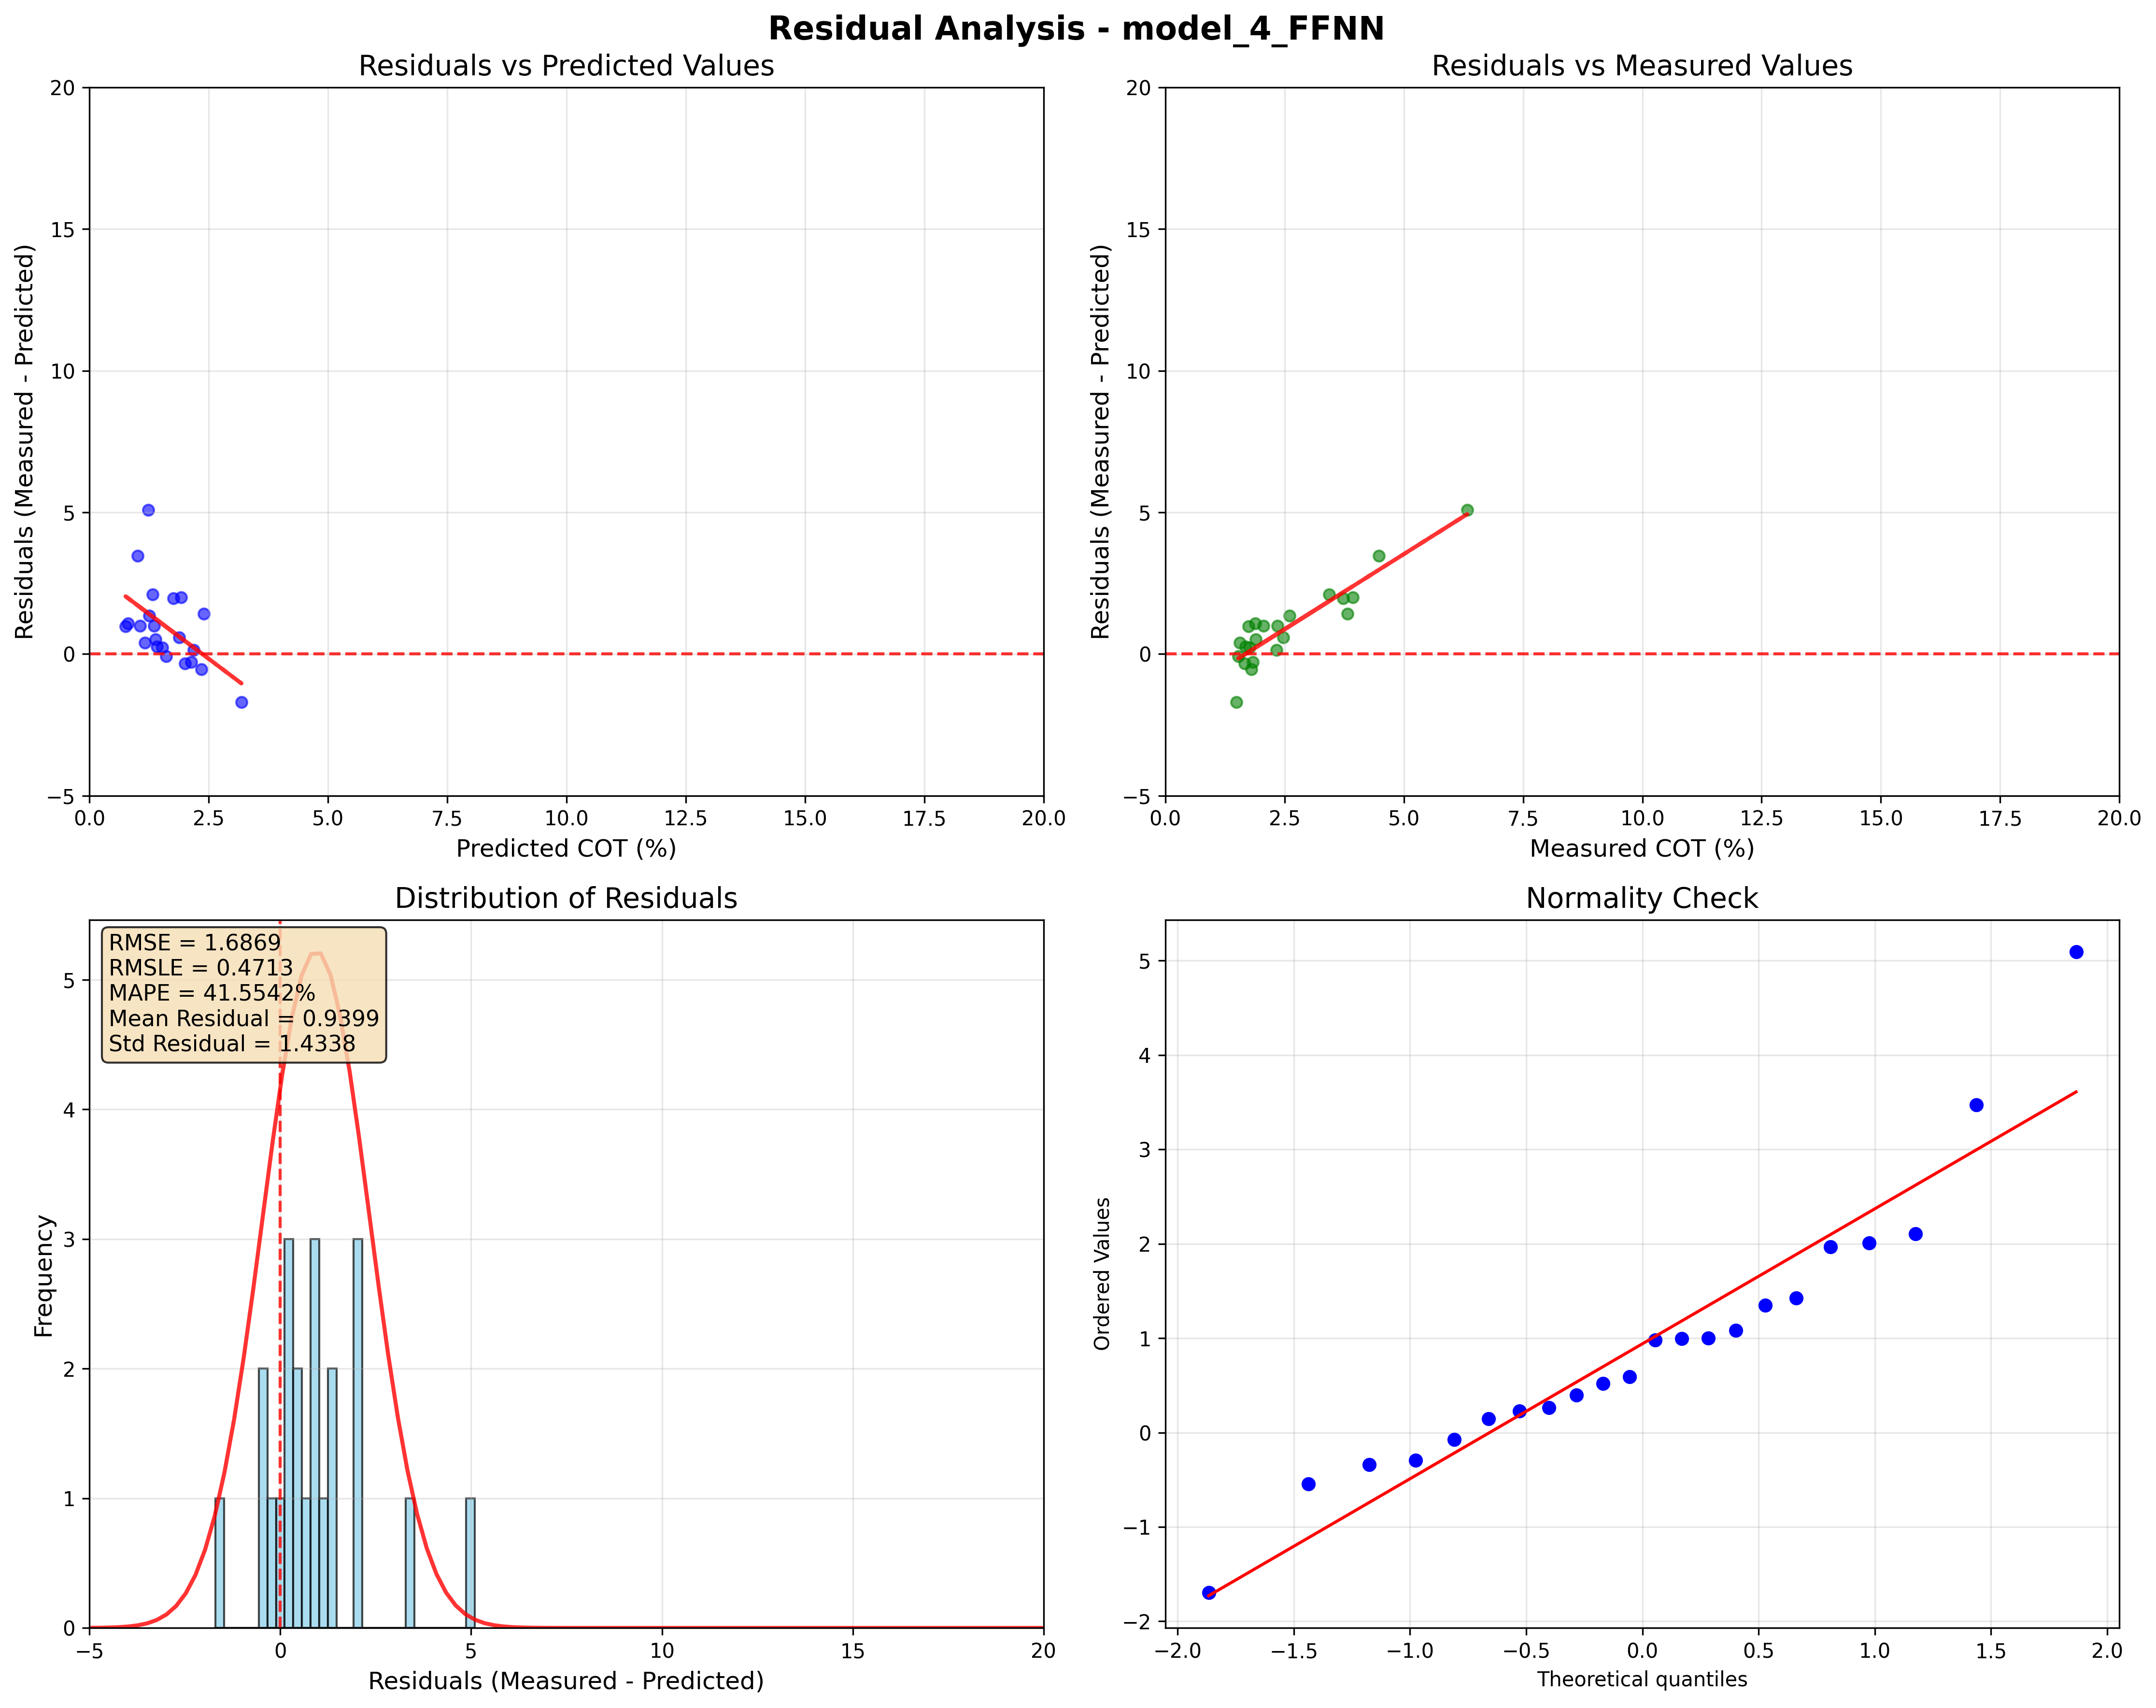 Residual Analysis - model_4_FFNN
Residuals vs Predicted Values
20
15
10
5
0
−5
Residuals (Measured - Predicted)
0.0 2.5 5.0 7.5 10.0 12.5 15.0 17.5 20.0
Predicted COT (%)
Residuals vs Measured Values
20
15
10
5
0
−5
Residuals (Measured - Predicted)
0.0 2.5 5.0 7.5 10.0 12.5 15.0 17.5 20.0
Measured COT (%)
Distribution of Residuals
RMSE = 1.6869
RMSLE = 0.4713
MAPE = 41.5542%
Mean Residual = 0.9399
Std Residual = 1.4338
5
4
3
2
1
0
Frequency
−5 0 5 10 15 20
Residuals (Measured - Predicted)
Normality Check
5
4
3
2
1
0
−1
−2
Ordered Values
−2.0 −1.5 −1.0 −0.5 0.0 0.5 1.0 1.5 2.0
Theoretical quantiles